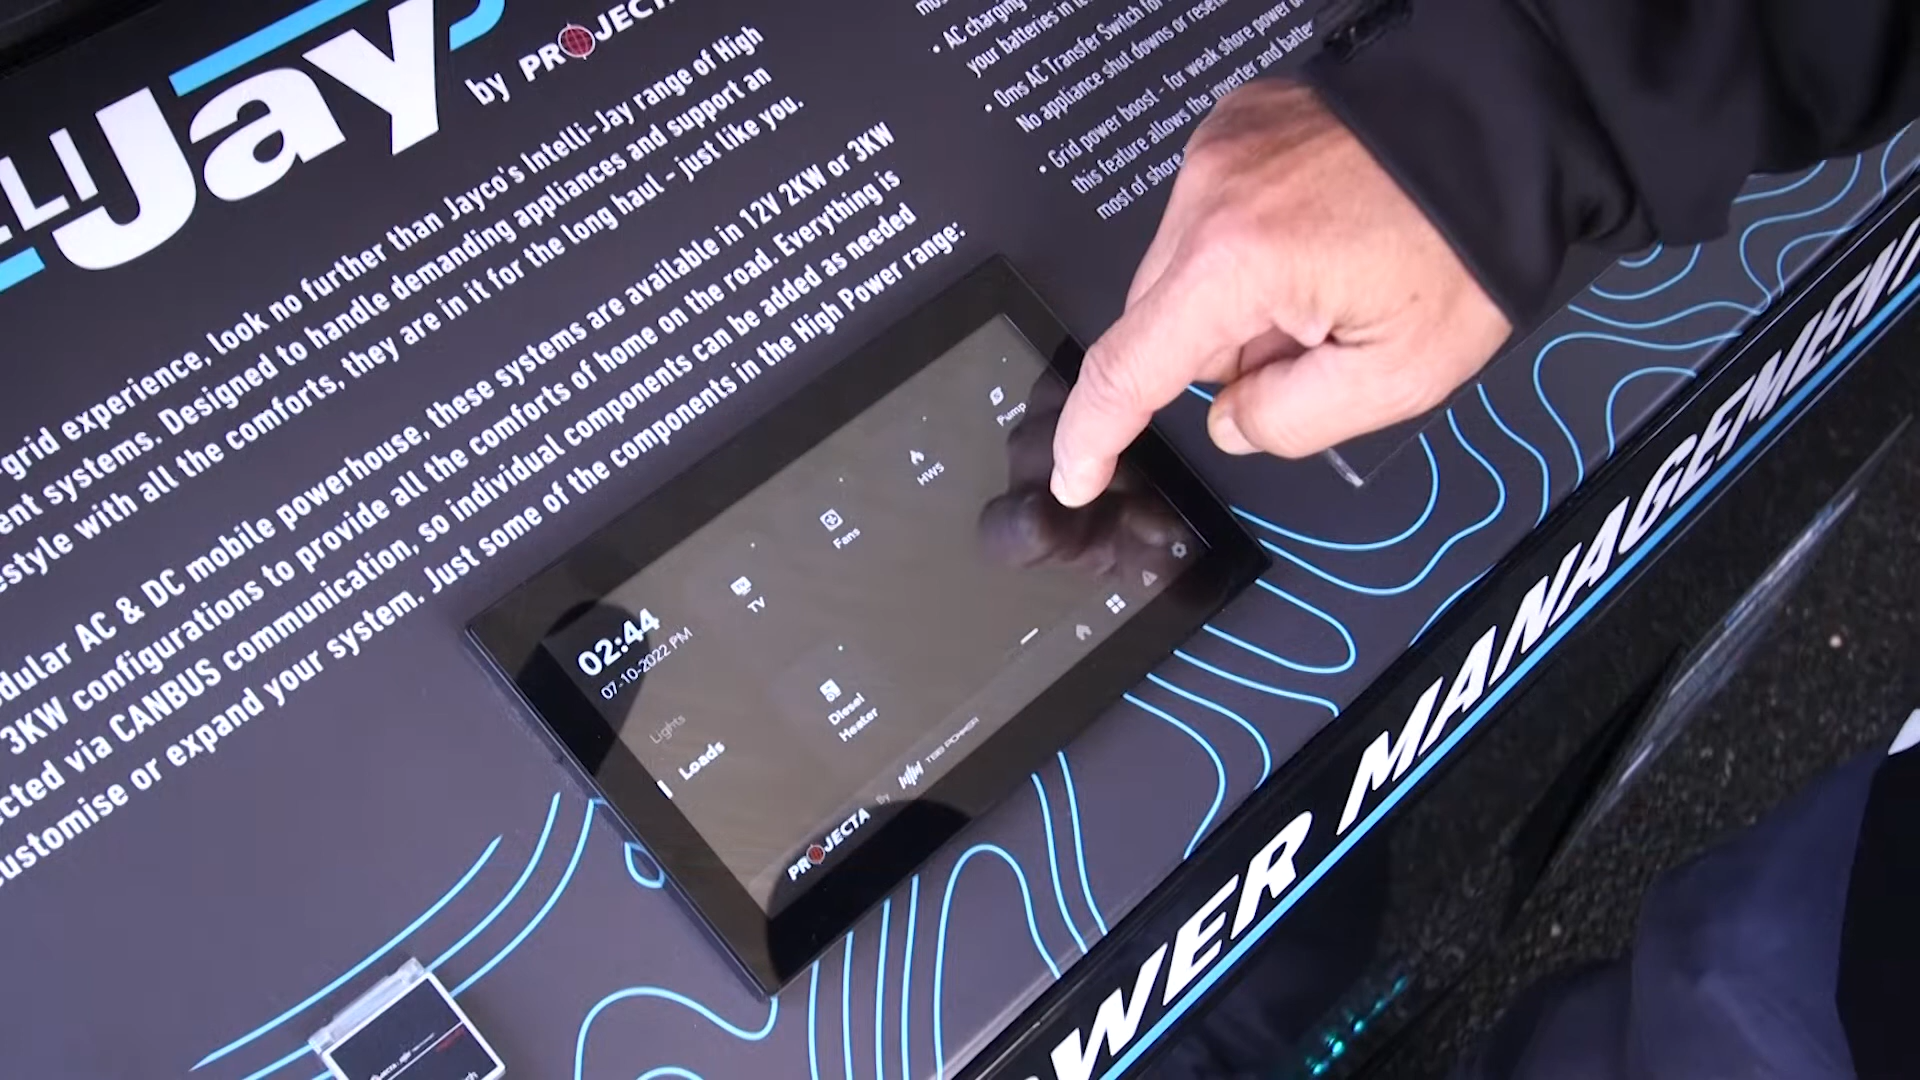 LLI
Jay
by PROJECTA
-grid experience, look no further than Jayco's Intelli-Jay range of High
ent systems. Designed to handle demanding appliances and support an
estyle with all the comforts, they are in it for the long haul - just like you.
dular AC & DC mobile powerhouse, these systems are available in 12V 2KW or 3KW
3KW configurations to provide all the comforts of home on the road. Everything is
cted via CANBUS communication, so individual components can be added as needed
ustomise or expand your system. Just some of the components in the High Power range:
• AC charging
your batteries in
• 0ms AC Transfer Switch for
No appliance shut downs or
• Grid power boost - for weak shore power
this feature allows the inverter and
most of shore
02:44
07-10-2022 PM
Lights
Loads
TV
Fans
HWS
Pump
Diesel
Heater
PROJECTA By TBB POWER
OWER MANAGEMENT